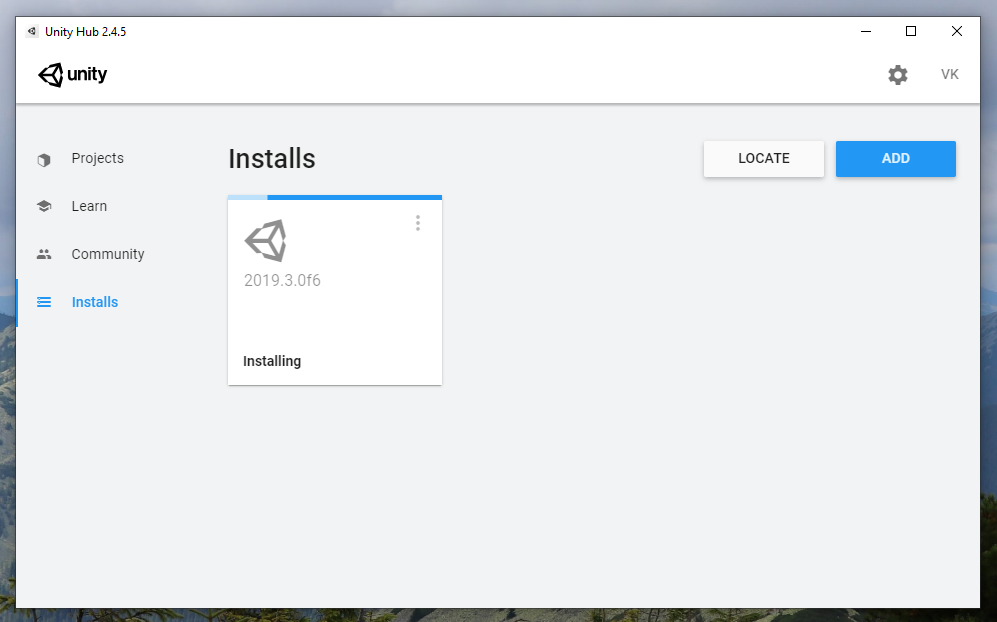 Unity Hub 2.4.5
unity
VK
Projects
Learn
Community
Installs
Installs
LOCATE
ADD
2019.3.0f6
Installing